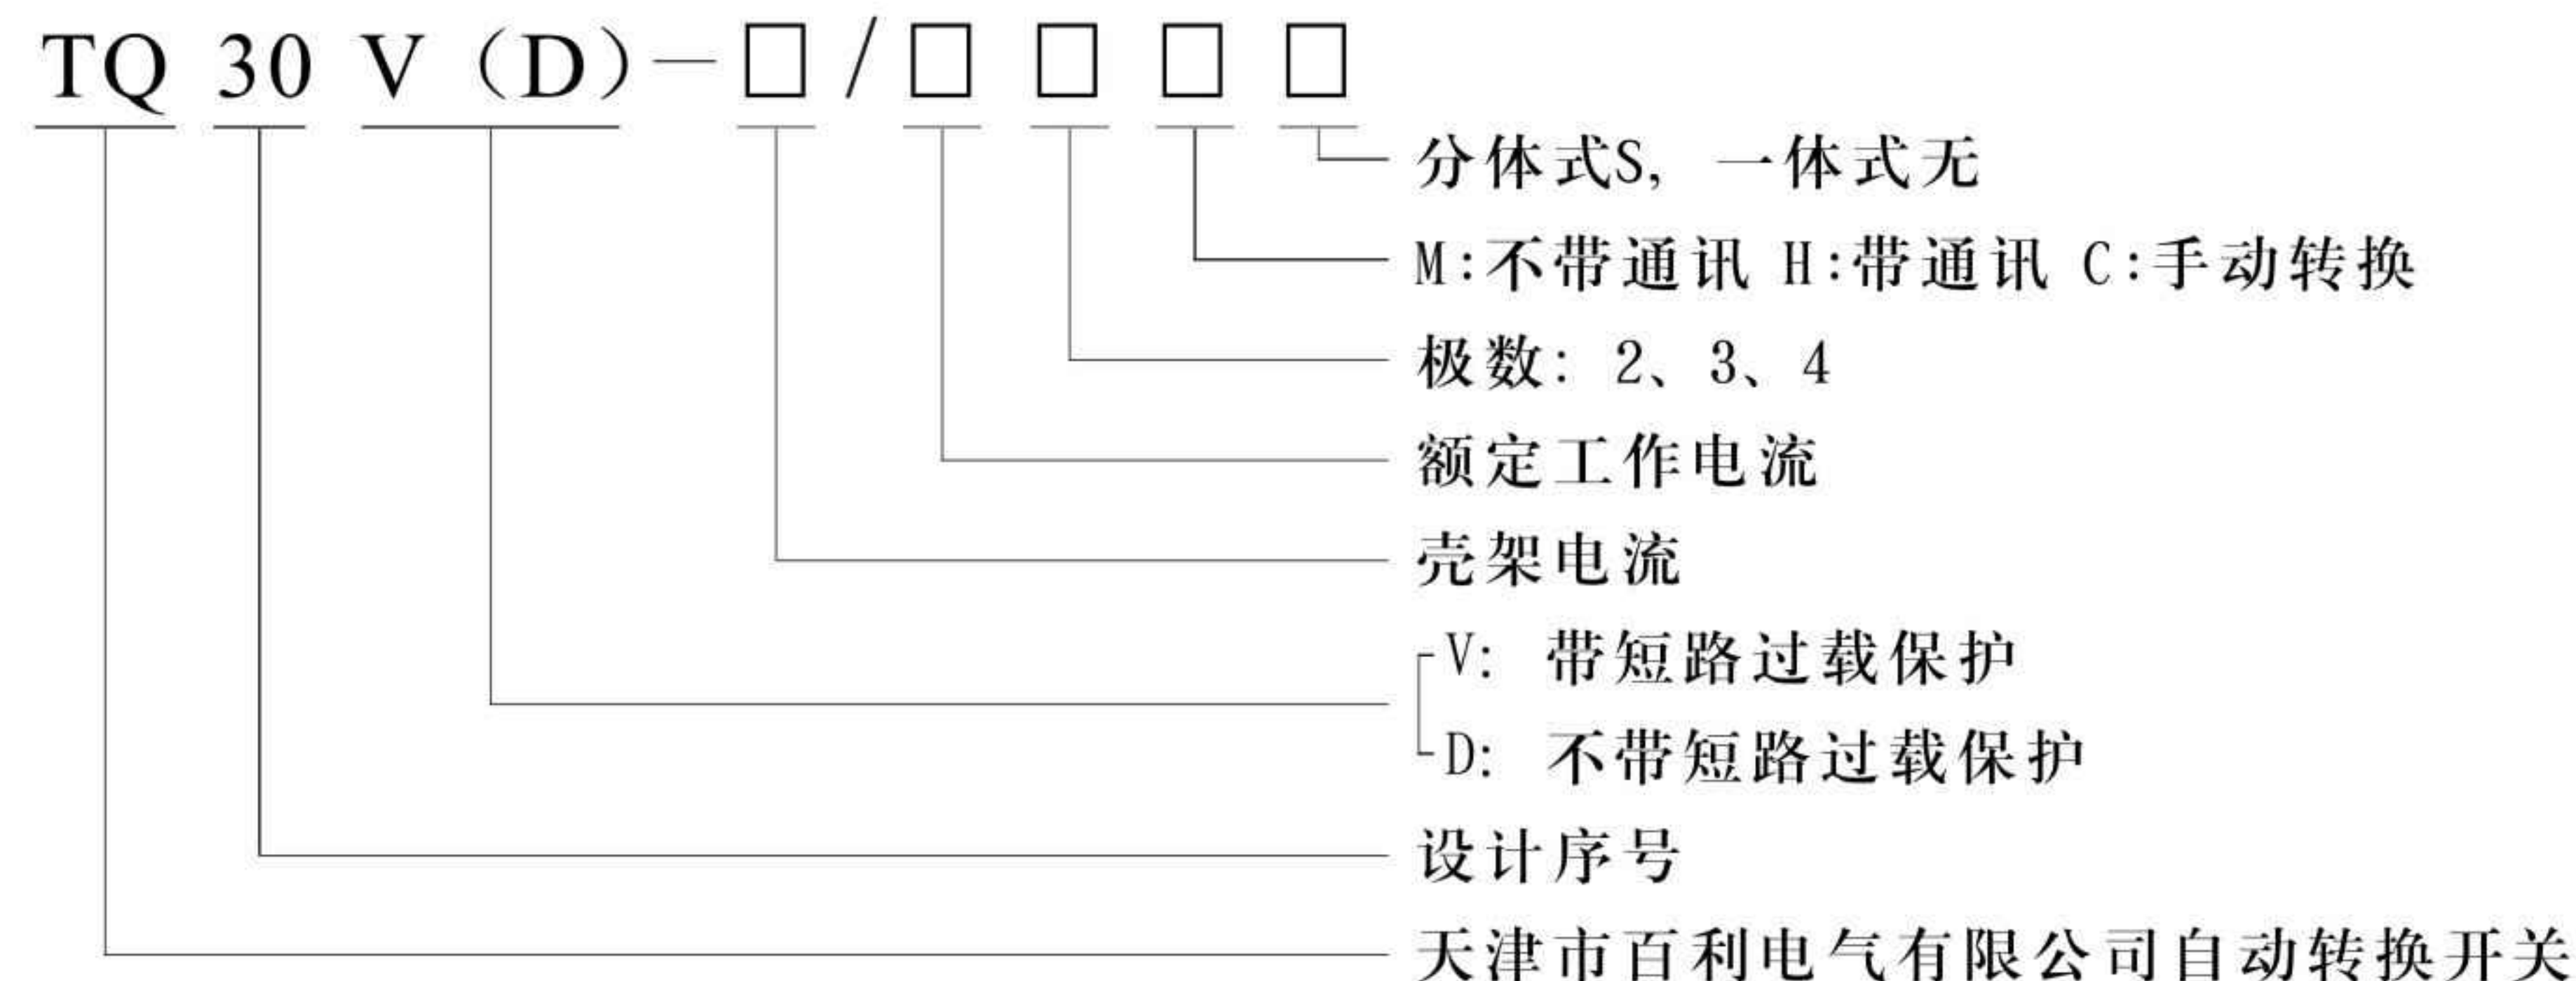 TQ 30 V（D）－□/□ □ □ □
分体式S, 一体式无
M:不带通讯 H:带通讯 C:手动转换
极数: 2、3、4
额定工作电流
壳架电流
V: 带短路过载保护
D: 不带短路过载保护
设计序号
天津市百利电气有限公司自动转换开关